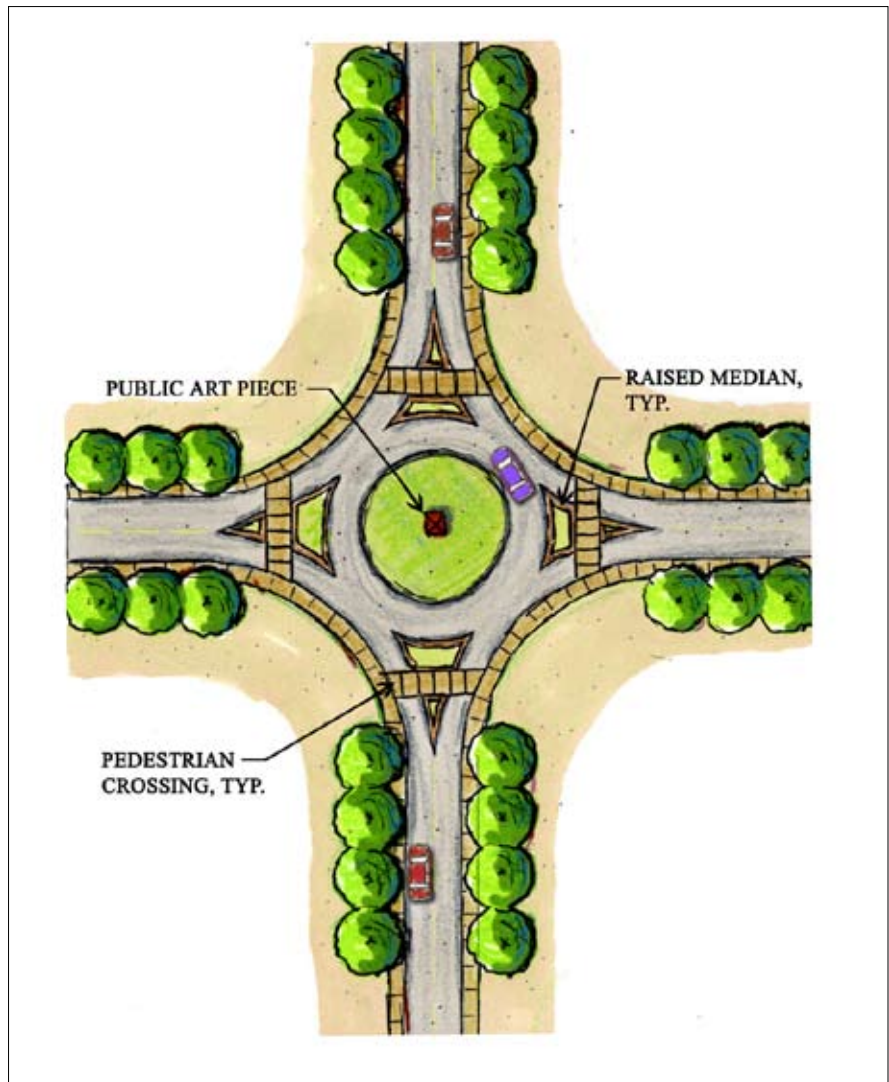 PUBLIC ART PIECE
RAISED MEDIAN,
TYP.
PEDESTRIAN
CROSSING, TYP.